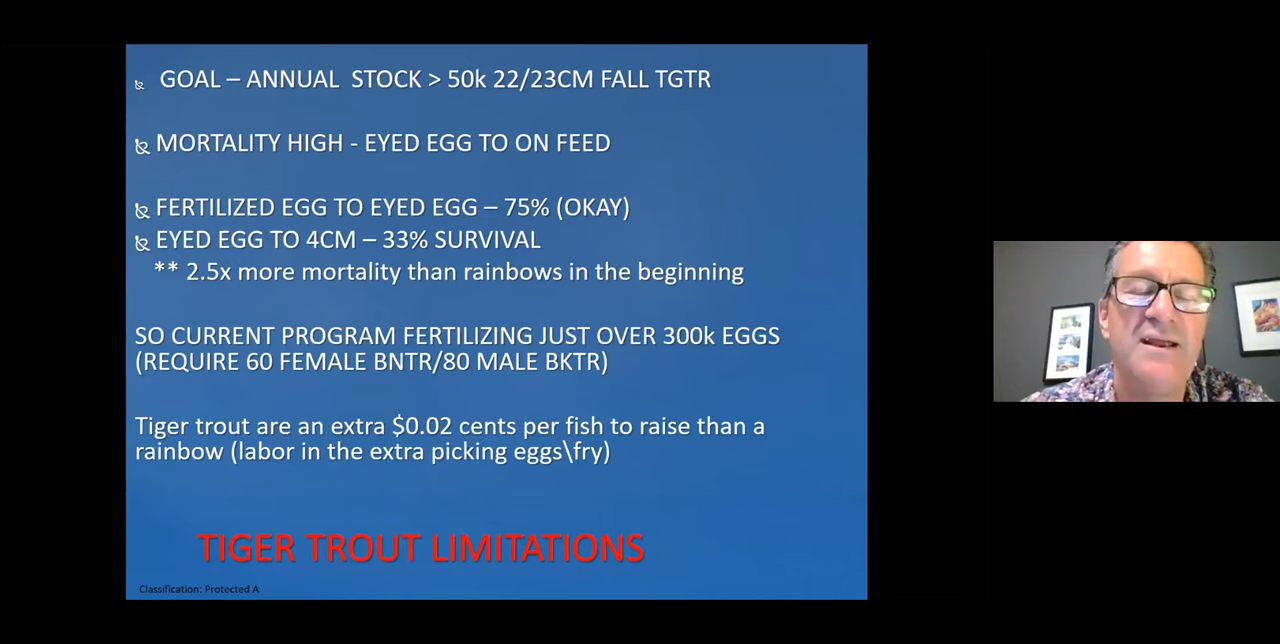 GOAL – ANNUAL STOCK > 50k 22/23CM FALL TGTR
MORTALITY HIGH - EYED EGG TO ON FEED
FERTILIZED EGG TO EYED EGG – 75% (OKAY)
EYED EGG TO 4CM – 33% SURVIVAL
** 2.5x more mortality than rainbows in the beginning
SO CURRENT PROGRAM FERTILIZING JUST OVER 300k EGGS
(REQUIRE 60 FEMALE BNTR/80 MALE BKTR)
Tiger trout are an extra $0.02 cents per fish to raise than a
rainbow (labor in the extra picking eggs\fry)
TIGER TROUT LIMITATIONS
Classification: Protected A